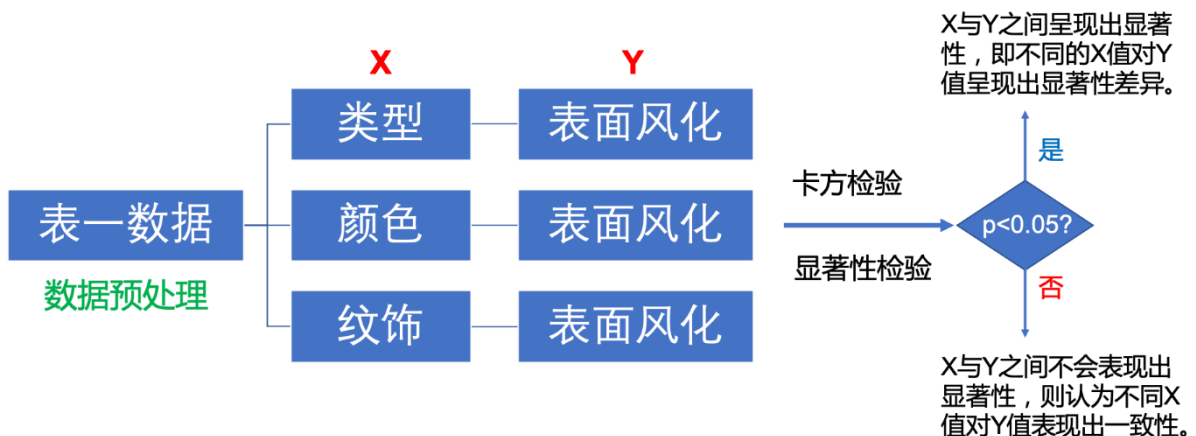 X与Y之间呈现出显著
性，即不同的X值对Y
值呈现出显著性差异。
X
Y
类型
表面风化
是
表一数据
颜色
表面风化
卡方检验
p<0.05?
显著性检验
数据预处理
否
纹饰
表面风化
X与Y之间不会表现出
显著性，则认为不同X
值对Y值表现出一致性。